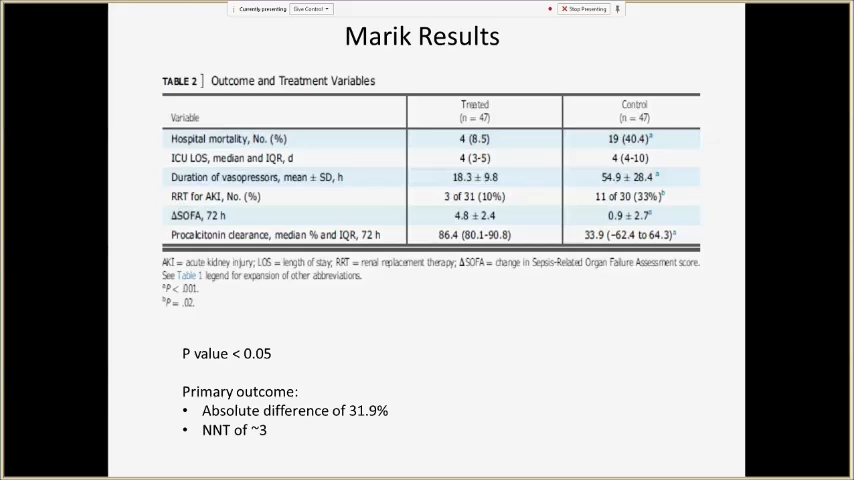 Currently presenting Give Control Stop Presenting
Marik Results
TABLE 2 ] Outcome and Treatment Variables
Variable Treated (n = 47) Control (n = 47)
Hospital mortality, No. (%) 4 (8.5) 19 (40.4)a
ICU LOS, median and IQR, d 4 (3-5) 4 (4-10)
Duration of vasopressors, mean ± SD, h 18.3 ± 9.8 54.9 ± 28.4 a
RRT for AKI, No. (%) 3 of 31 (10%) 11 of 30 (33%)b
ΔSOFA, 72 h 4.8 ± 2.4 0.9 ± 2.7a
Procalcitonin clearance, median % and IQR, 72 h 86.4 (80.1-90.8) 33.9 (−62.4 to 64.3)a
AKI = acute kidney injury; LOS = length of stay; RRT = renal replacement therapy; ΔSOFA = change in Sepsis-Related Organ Failure Assessment score.
See Table 1 legend for expansion of other abbreviations.
aP < .001.
bP = .02.
P value < 0.05
Primary outcome:
• Absolute difference of 31.9%
• NNT of ~3